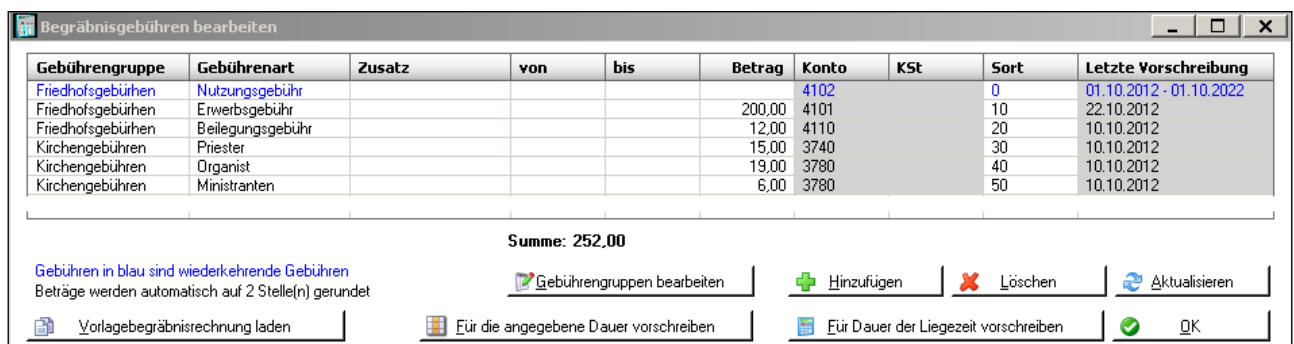 Begräbnisgebühren bearbeiten
Gebührengruppe Gebührenart Zusatz von bis Betrag Konto KSt Sort Letzte Vorschreibung
Friedhofsgebürhen Nutzungsgebühr 4102 0 01.10.2012 - 01.10.2022
Friedhofsgebürhen Erwerbsgebühr 200,00 4101 10 22.10.2012
Friedhofsgebürhen Beilegungsgebühr 12,00 4110 20 10.10.2012
Kirchengebühren Priester 15,00 3740 30 10.10.2012
Kirchengebühren Organist 19,00 3780 40 10.10.2012
Kirchengebühren Ministranten 6,00 3780 50 10.10.2012
Summe: 252,00
Gebühren in blau sind wiederkehrende Gebühren
Beträge werden automatisch auf 2 Stelle(n) gerundet
Gebührengruppen bearbeiten Hinzufügen Löschen Aktualisieren
Vorlagebegräbnisrechnung laden Für die angegebene Dauer vorschreiben Für Dauer der Liegezeit vorschreiben OK